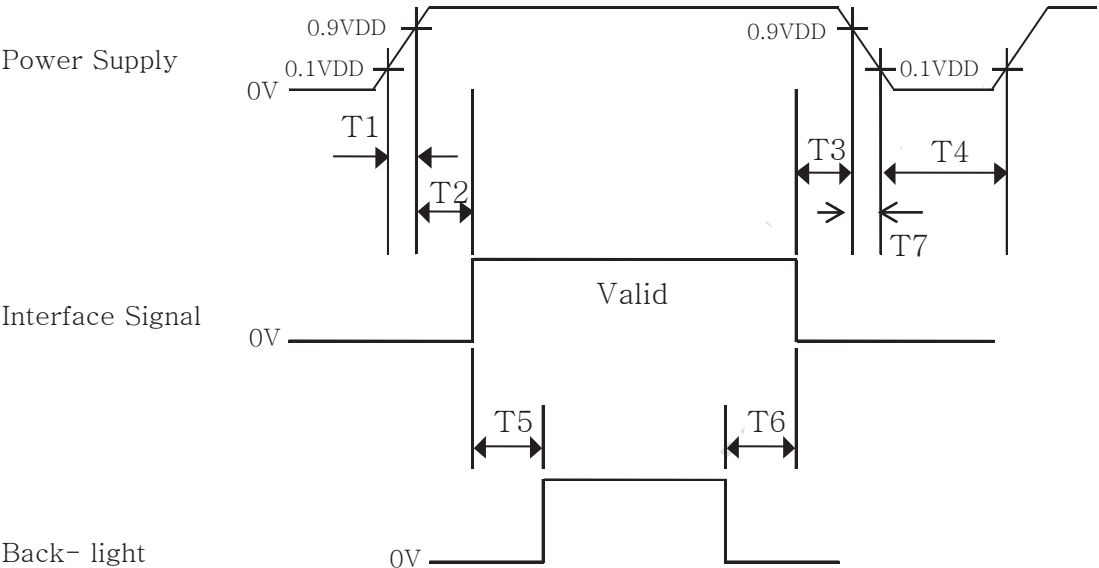 0.9VDD
0.9VDD
Power Supply
0.1VDD
0.1VDD
0V
T1
T3
T4
T2
T7
Valid
Interface Signal
0V
T5
T6
Back- light
0V